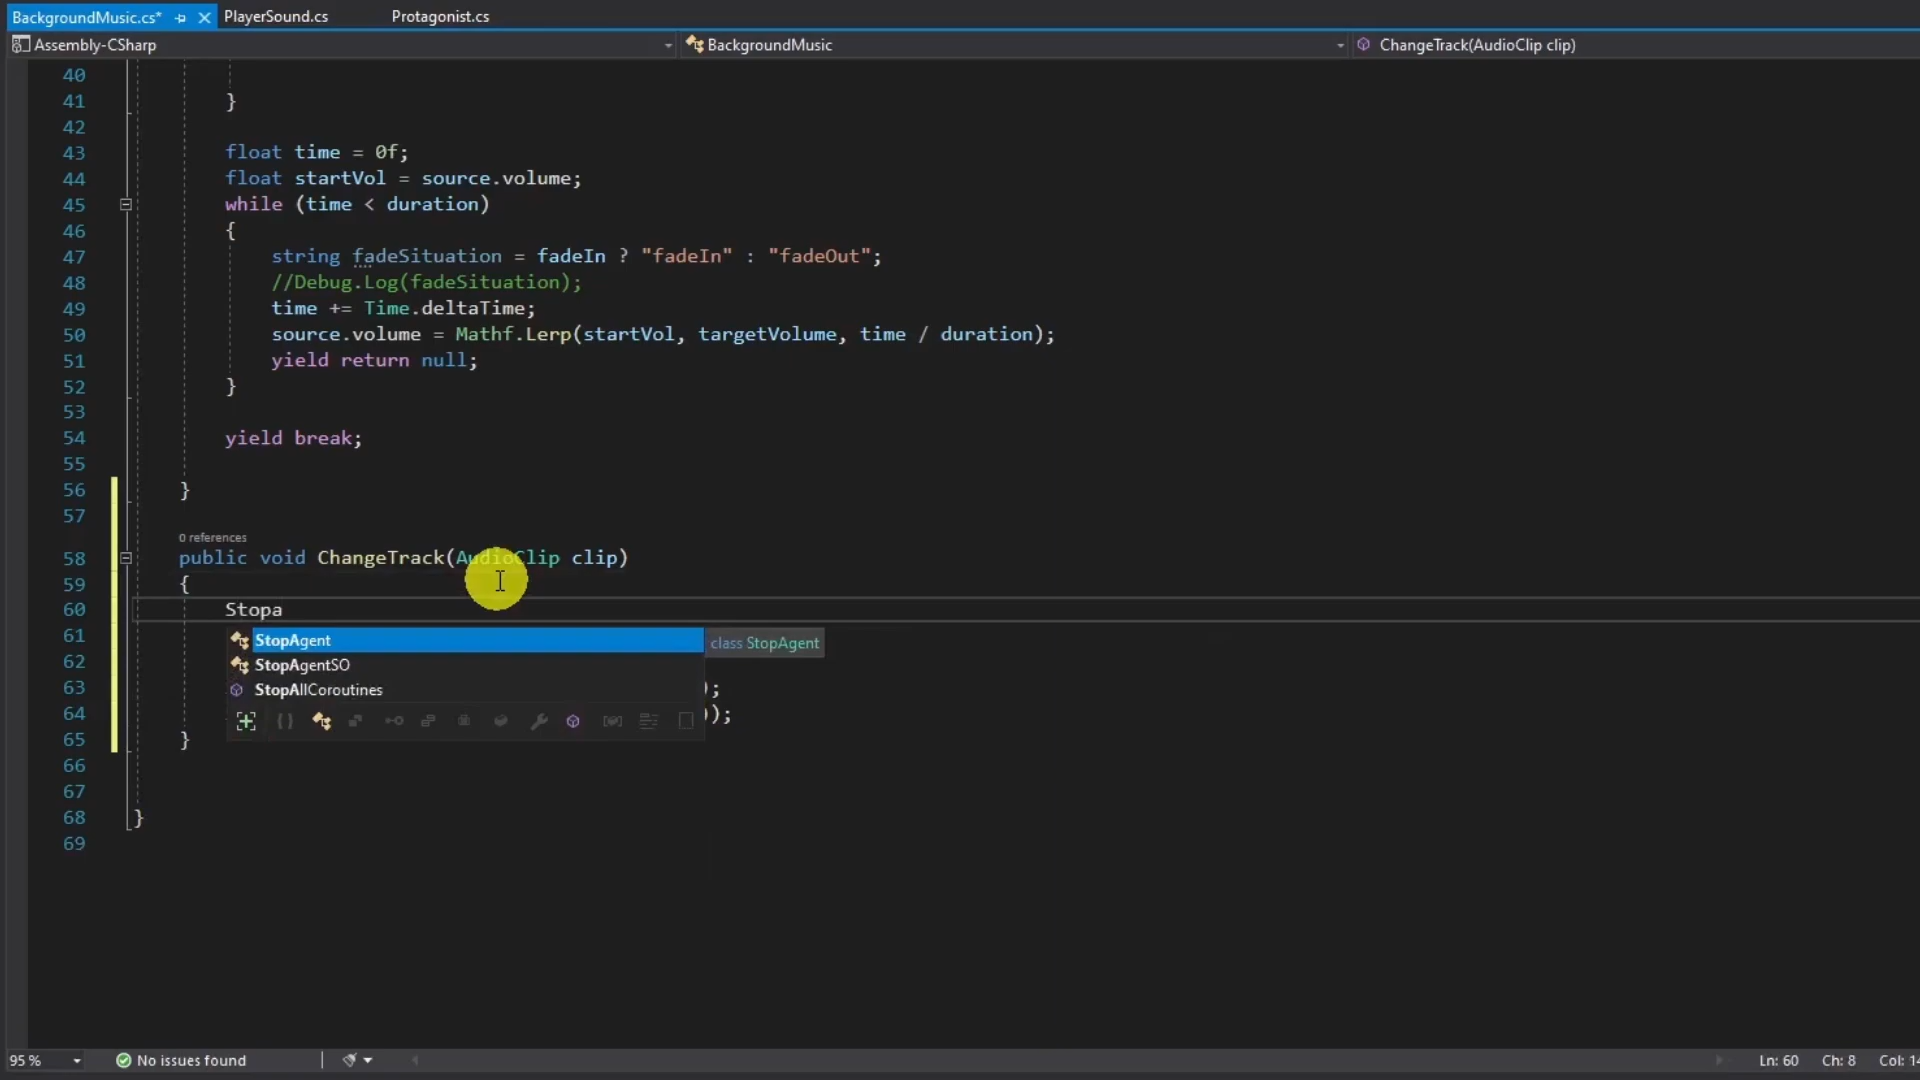 BackgroundMusic.cs* PlayerSound.cs Protagonist.cs
Assembly-CSharp BackgroundMusic ChangeTrack(AudioClip clip)
40
41 }
42
43 float time = 0f;
44 float startVol = source.volume;
45 while (time < duration)
46 {
47 string fadeSituation = fadeIn ? "fadeIn" : "fadeOut";
48 //Debug.Log(fadeSituation);
49 time += Time.deltaTime;
50 source.volume = Mathf.Lerp(startVol, targetVolume, time / duration);
51 yield return null;
52 }
53
54 yield break;
55
56 }
57
0 references
58 public void ChangeTrack(AudioClip clip)
59 {
60 Stopa
61 StopAgent class StopAgent
62 StopAgentSO
63 StopAllCoroutines );
64 ));
65 }
66
67
68 }
69
95 % No issues found Ln: 60 Ch: 8 Col: 14